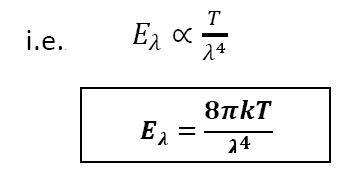 i.e. E_λ ∝ T/λ⁴
E_λ = 8πkT/λ⁴